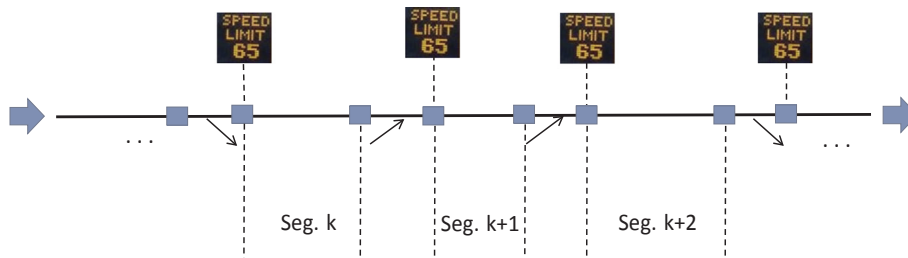 SPEED
LIMIT
65
SPEED
LIMIT
65
SPEED
LIMIT
65
SPEED
LIMIT
65
. . .
. . .
Seg. k
Seg. k+1
Seg. k+2